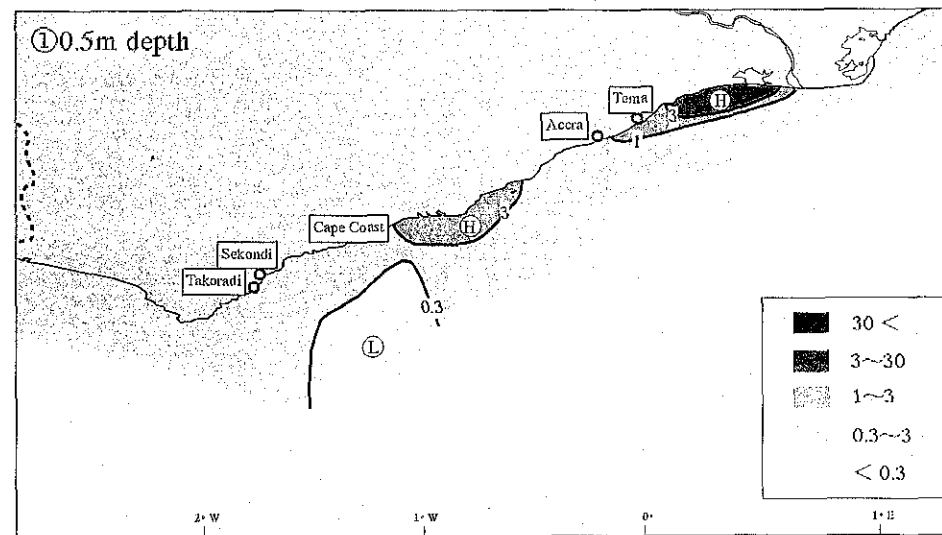 ①0.5m depth
Tema
Accra
H
3
1
Cape Coast
H
3
Sekondi
Takoradi
0.3
L
30 <
3~30
1~3
0.3~3
< 0.3
2° W
1° W
0°
1° E